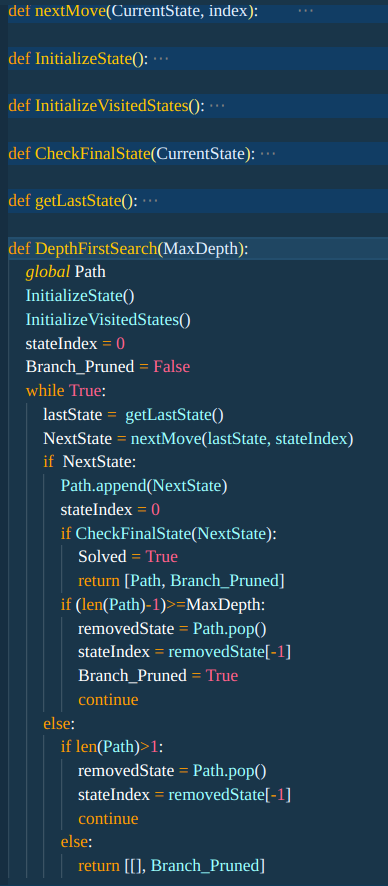 def nextMove(CurrentState, index): ···
def InitializeState(): ···
def InitializeVisitedStates(): ···
def CheckFinalState(CurrentState): ···
def getLastState(): ···
def DepthFirstSearch(MaxDepth):
global Path
InitializeState()
InitializeVisitedStates()
stateIndex = 0
Branch_Pruned = False
while True:
lastState =  getLastState()
NextState = nextMove(lastState, stateIndex)
if  NextState:
Path.append(NextState)
stateIndex = 0
if CheckFinalState(NextState):
Solved = True
return [Path, Branch_Pruned]
if (len(Path)-1)>=MaxDepth:
removedState = Path.pop()
stateIndex = removedState[-1]
Branch_Pruned = True
continue
else:
if len(Path)>1:
removedState = Path.pop()
stateIndex = removedState[-1]
continue
else:
return [[], Branch_Pruned]